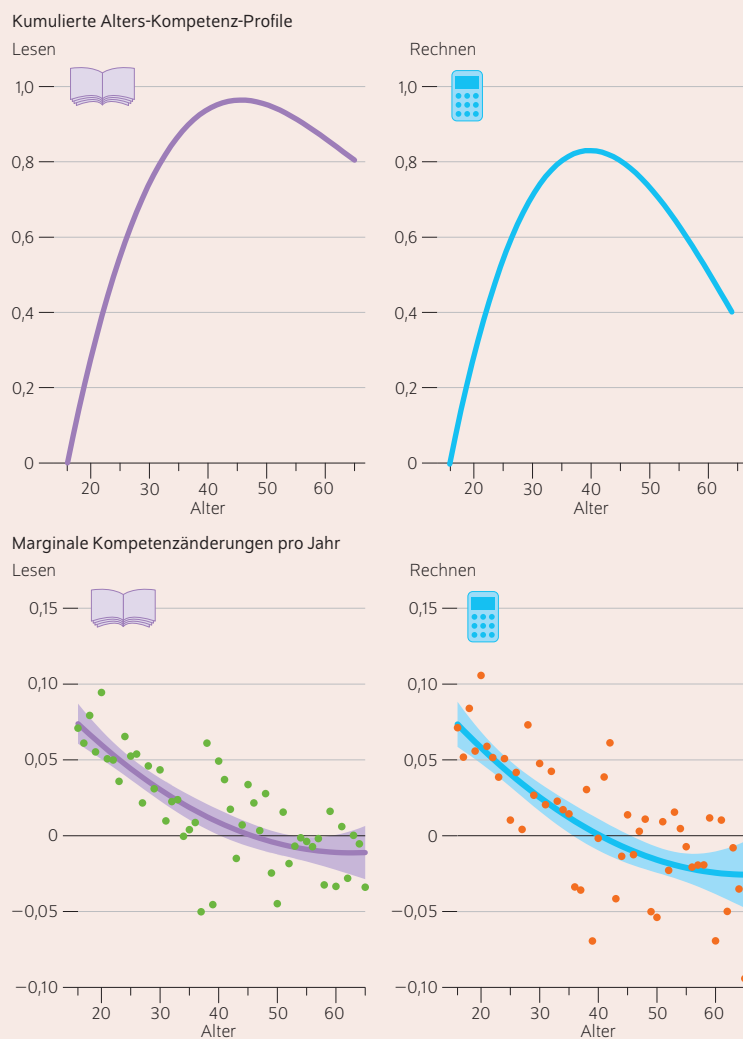 Kumulierte Alters-Kompetenz-Profile
Lesen
1,0
0,8
0,6
0,4
0,2
0
20 30 40 50 60
Alter
Rechnen
1,0
0,8
0,6
0,4
0,2
0
20 30 40 50 60
Alter
Marginale Kompetenzänderungen pro Jahr
Lesen
0,15
0,10
0,05
0
−0,05
−0,10
20 30 40 50 60
Alter
Rechnen
0,15
0,10
0,05
0
−0,05
−0,10
20 30 40 50 60
Alter